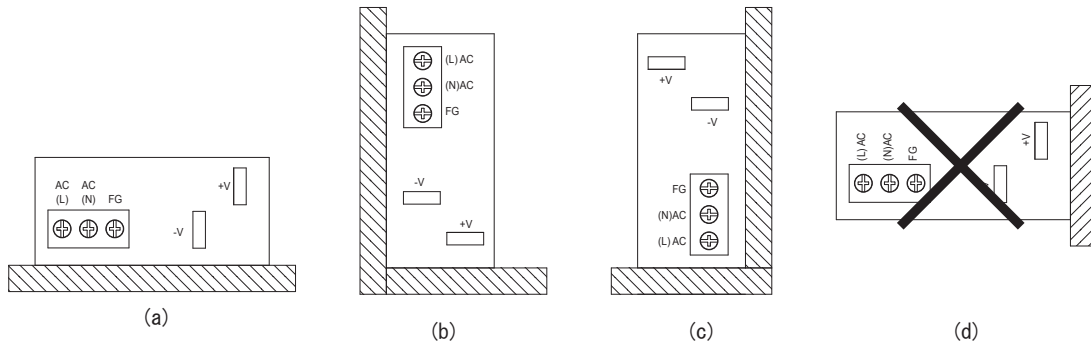 AC AC
(L) (N) FG
+V
-V
(a)
(L) AC
(N)AC
FG
-V
+V
(b)
+V
-V
FG
(N)AC
(L) AC
(c)
(L) AC
(N)AC
FG
+V
(d)